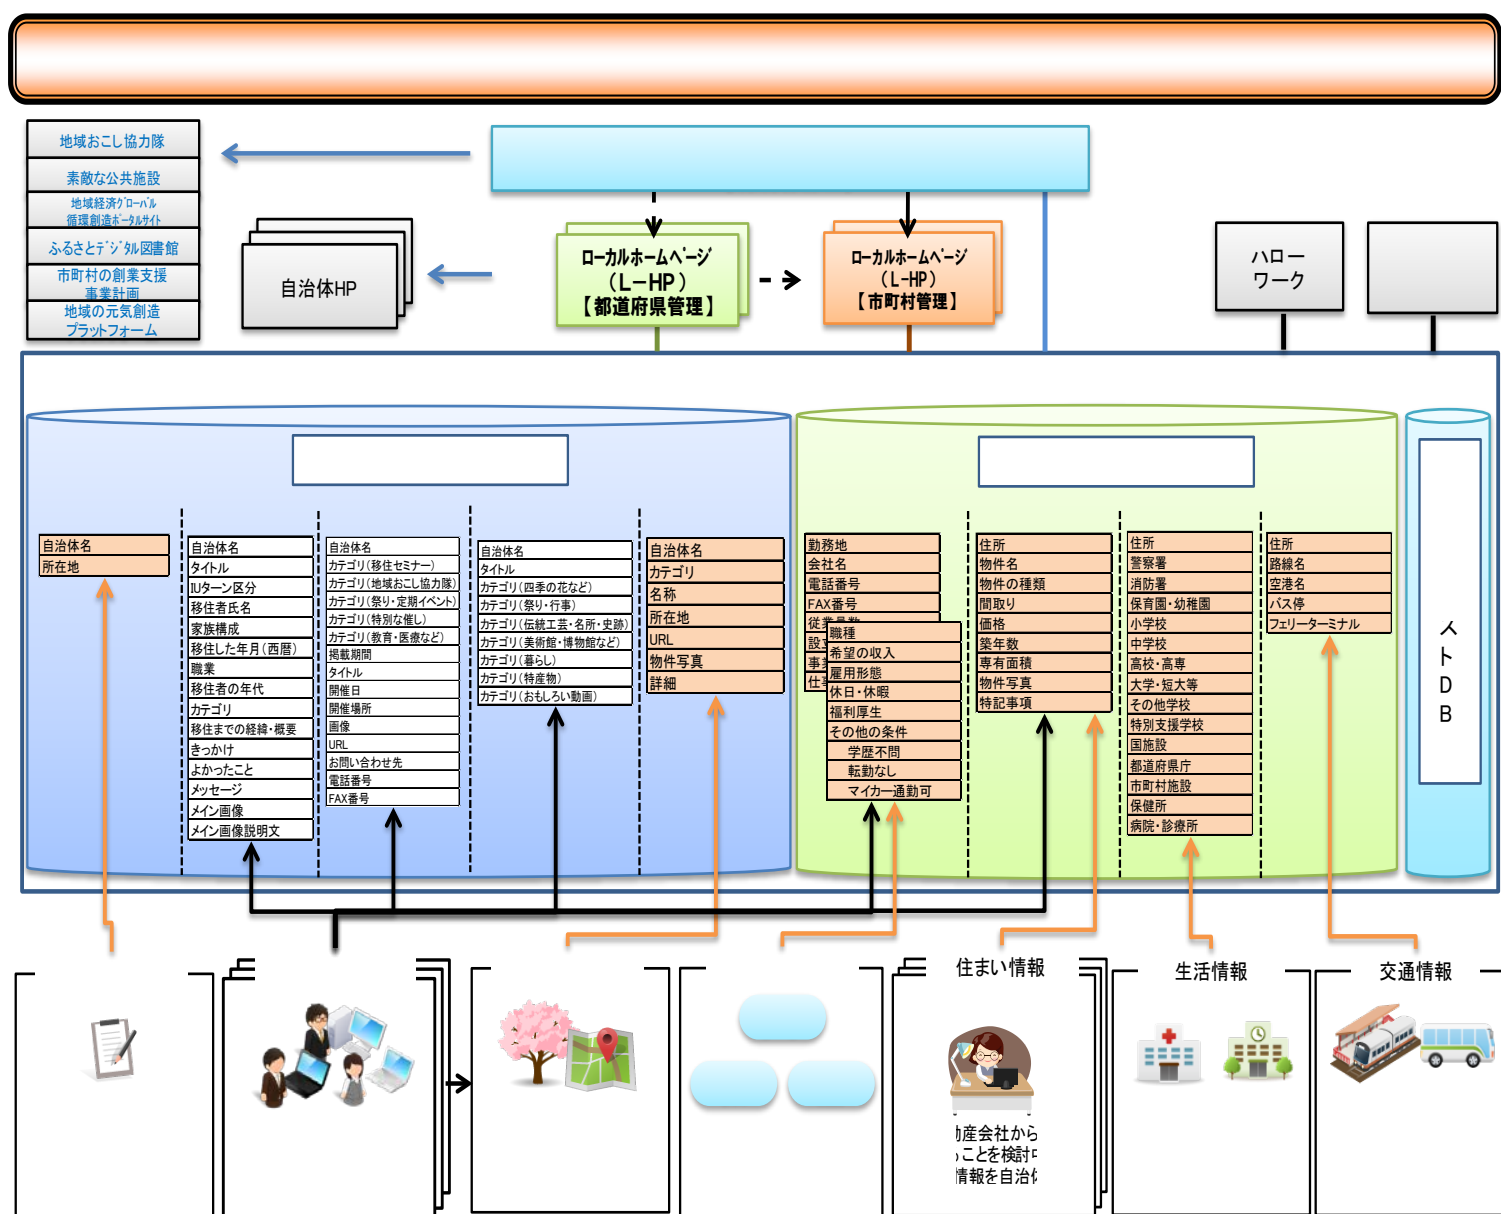 地域おこし協力隊
素敵な公共施設
地域経済ｸﾞﾛｰﾊﾞﾙ
循環創造ﾎﾟｰﾀﾙｻｲﾄ
ふるさとﾃﾞｼﾞﾀﾙ図書館
市町村の創業支援
事業計画
地域の元気創造
プラットフォーム
自治体HP
ローカルホームページ
（L－HP）
【都道府県管理】
ローカルホームページ
（L-HP）
【市町村管理】
ハロー
ワーク
自治体名
所在地
自治体名
タイトル
IUターン区分
移住者氏名
家族構成
移住した年月（西暦）
職業
移住者の年代
カテゴリ
移住までの経緯・概要
きっかけ
よかったこと
メッセージ
メイン画像
メイン画像説明文
自治体名
カテゴリ（移住セミナー）
カテゴリ（地域おこし協力隊）
カテゴリ（祭り・定期イベント）
カテゴリ（特別な催し）
カテゴリ（教育・医療など）
掲載期間
タイトル
開催日
開催場所
画像
URL
お問い合わせ先
電話番号
FAX番号
自治体名
タイトル
カテゴリ（四季の花など）
カテゴリ（祭り・行事）
カテゴリ（伝統工芸・名所・史跡）
カテゴリ（美術館・博物館など）
カテゴリ（暮らし）
カテゴリ（特産物）
カテゴリ（おもしろい動画）
自治体名
カテゴリ
名称
所在地
URL
物件写真
詳細
勤務地
会社名
電話番号
FAX番号
職種
希望の収入
雇用形態
休日・休暇
福利厚生
その他の条件
学歴不問
転勤なし
マイカー通勤可
住所
物件名
物件の種類
間取り
価格
築年数
専有面積
物件写真
特記事項
住所
警察署
消防署
保育園・幼稚園
小学校
中学校
高校・高専
大学・短大等
その他学校
特別支援学校
国施設
都道府県庁
市町村施設
保健所
病院・診療所
住所
路線名
空港名
バス停
フェリーターミナル
ト
D
B
住まい情報
生活情報
交通情報
産会社から
ことを検討
情報を自治